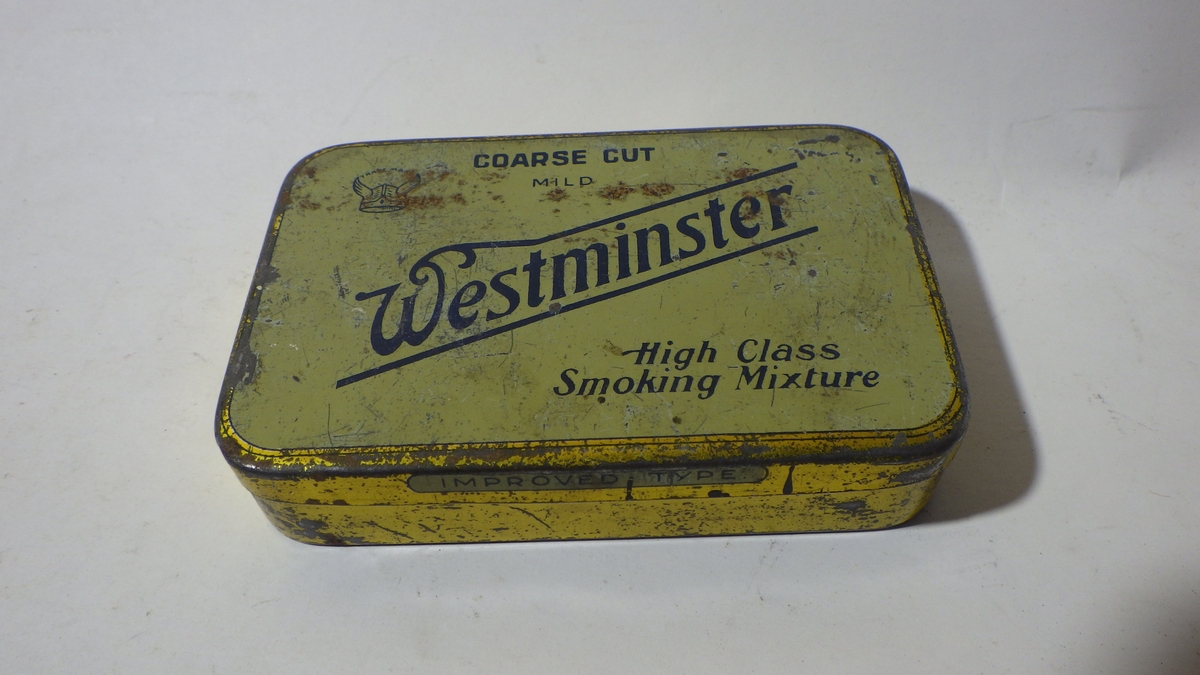 COARSE CUT
MILD
Westminster
High Class
Smoking Mixture
IMPROVED TYPE